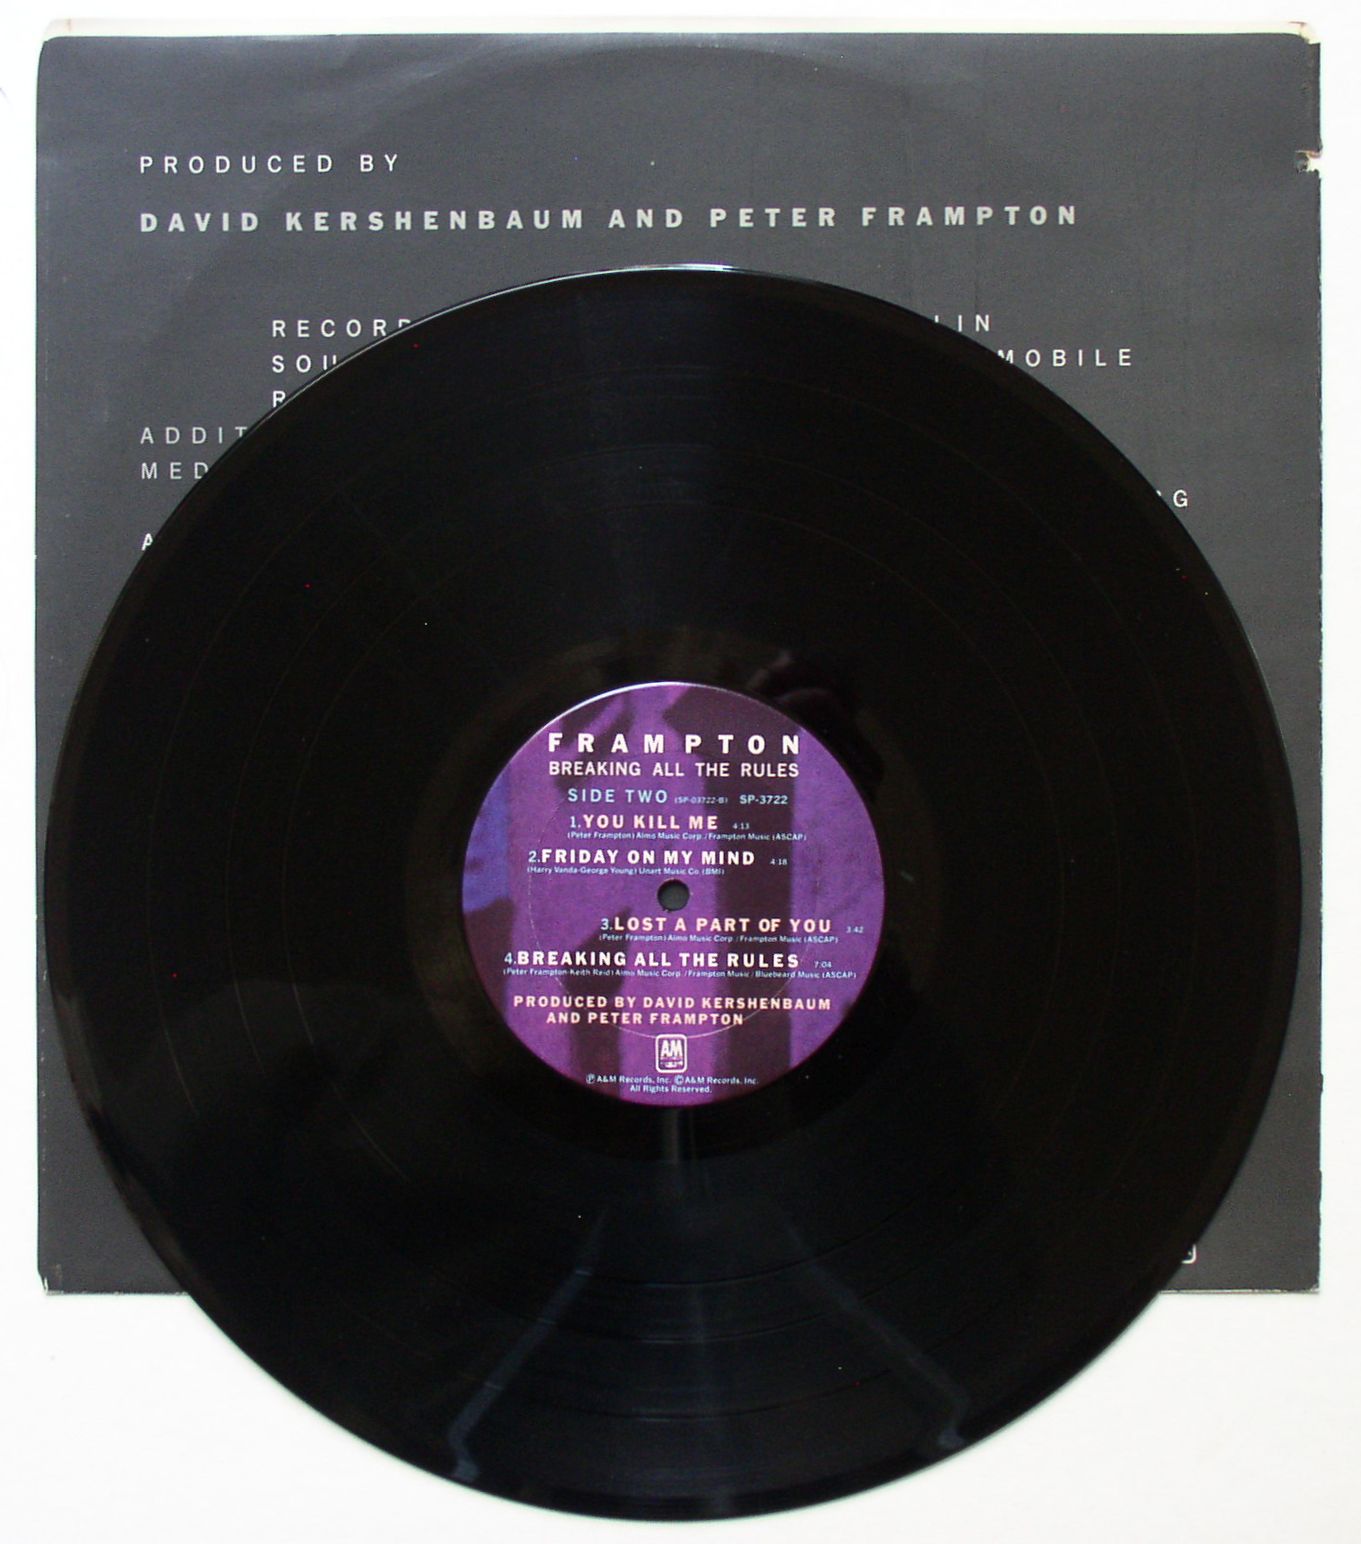 PRODUCED BY
DAVID KERSHENBAUM AND PETER FRAMPTON
MOBILE
FRAMPTON
BREAKING ALL THE RULES
SIDE TWO (SP-03722-B) SP-3722
1.YOU KILL ME 4:13
(Peter Frampton) Almo Music Corp./Frampton Music (ASCAP)
2.FRIDAY ON MY MIND 4:18
(Harry Vanda-George Young) Unart Music Co. (BMI)
3.LOST A PART OF YOU 3:42
(Peter Frampton) Almo Music Corp./Frampton Music (ASCAP)
4.BREAKING ALL THE RULES 7:04
(Peter Frampton-Keith Reid) Almo Music Corp./Frampton Music/Bluebeard Music (ASCAP)
PRODUCED BY DAVID KERSHENBAUM
AND PETER FRAMPTON
AM
Ⓟ A&M Records, Inc. © A&M Records, Inc.
All Rights Reserved.